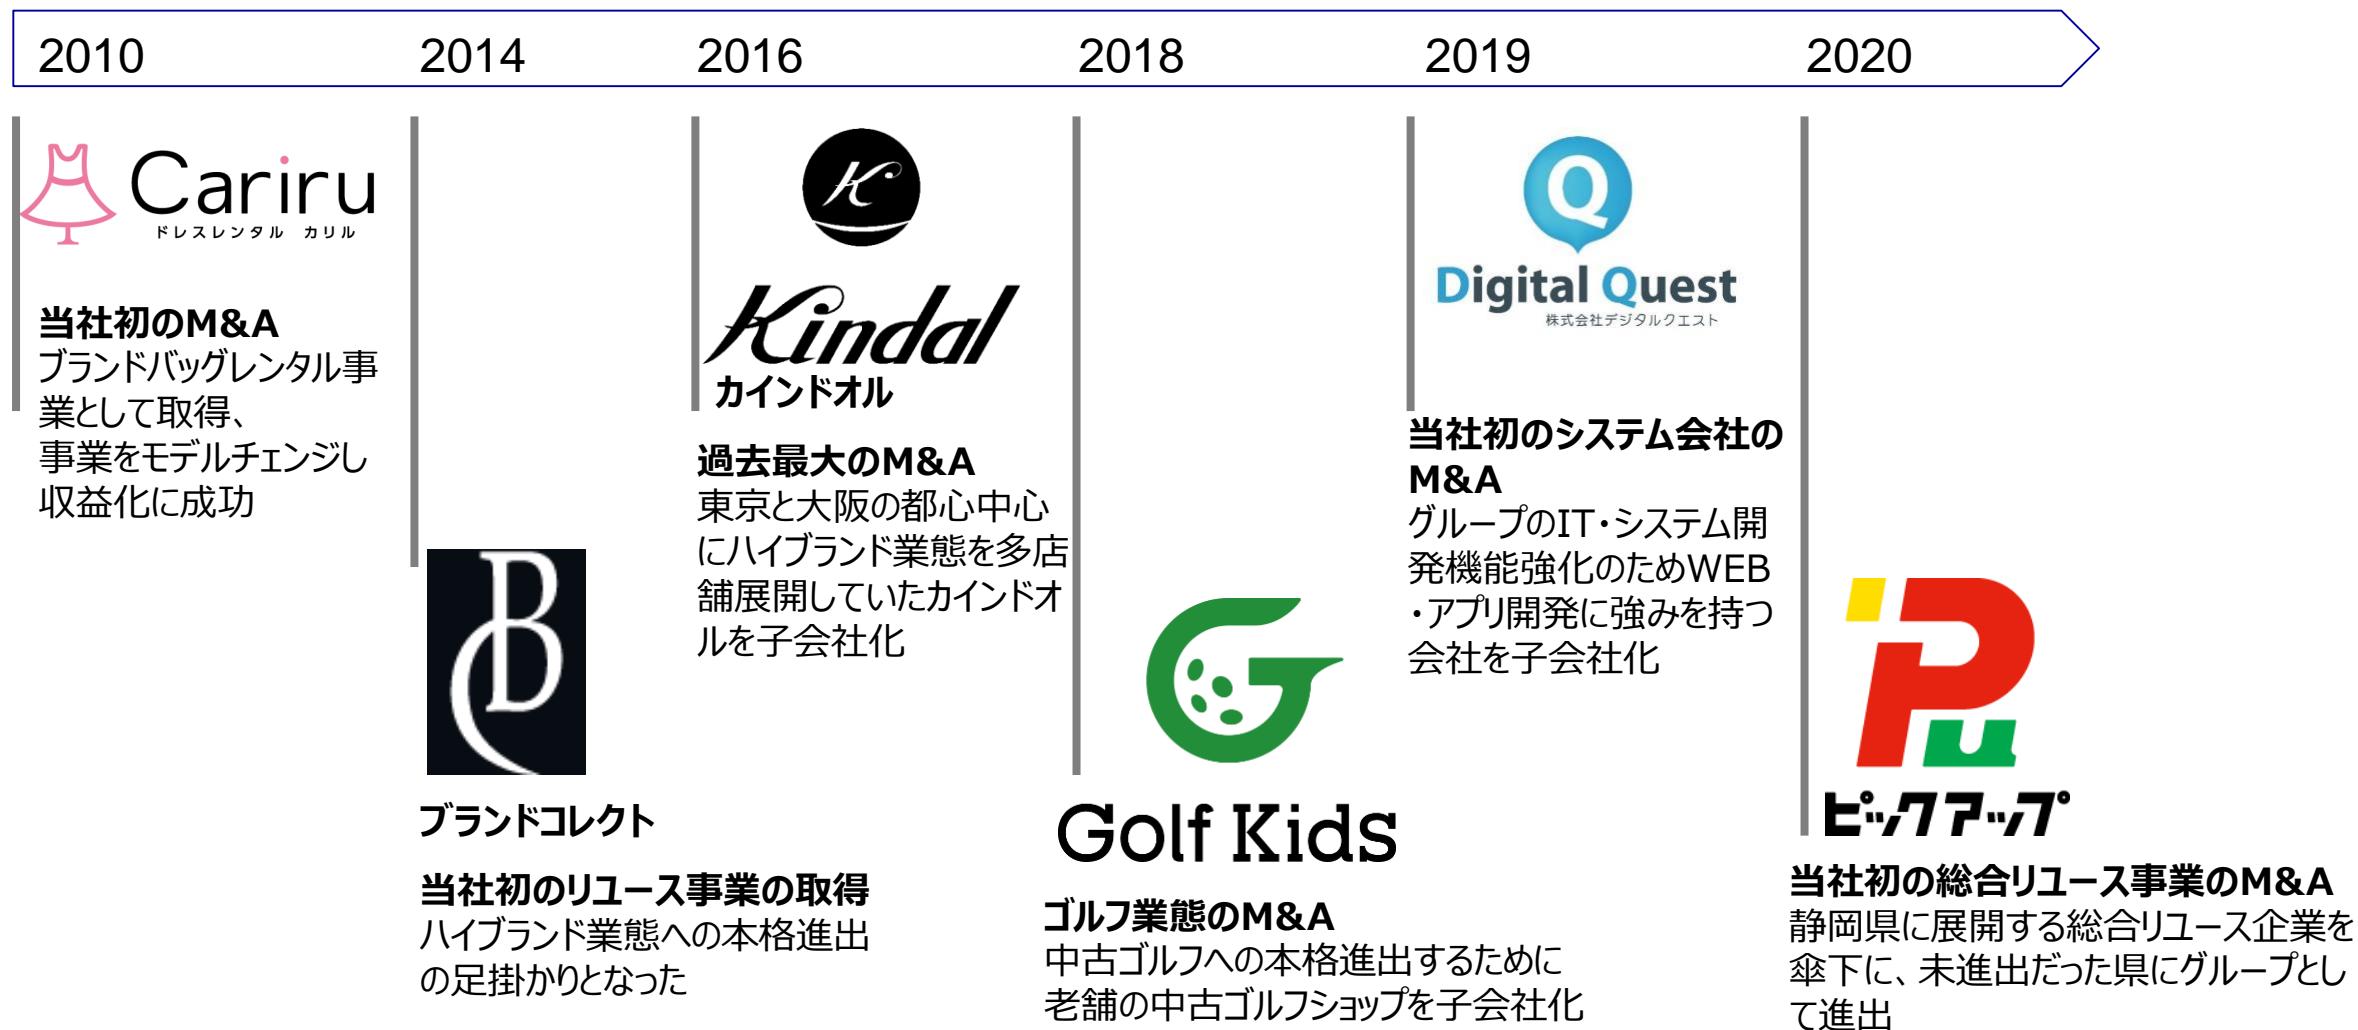 2010 2014 2016 2018 2019 2020
Cariru
ドレスレンタル カリル
当社初のM&A
ブランドバッグレンタル事
業として取得、
事業をモデルチェンジし
収益化に成功
BC
ブランドコレクト
当社初のリユース事業の取得
ハイブランド業態への本格進出
の足掛かりとなった
K
Kindal
カインドオル
過去最大のM&A
東京と大阪の都心中心
にハイブランド業態を多店
舗展開していたカインドオ
ルを子会社化
G
Golf Kids
ゴルフ業態のM&A
中古ゴルフへの本格進出するために
老舗の中古ゴルフショップを子会社化
Q
Digital Quest
株式会社デジタルクエスト
当社初のシステム会社の
M&A
グループのIT・システム開
発機能強化のためWEB
・アプリ開発に強みを持つ
会社を子会社化
Pu
ピックアップ
当社初の総合リユース事業のM&A
静岡県に展開する総合リユース企業を
傘下に、未進出だった県にグループとし
て進出